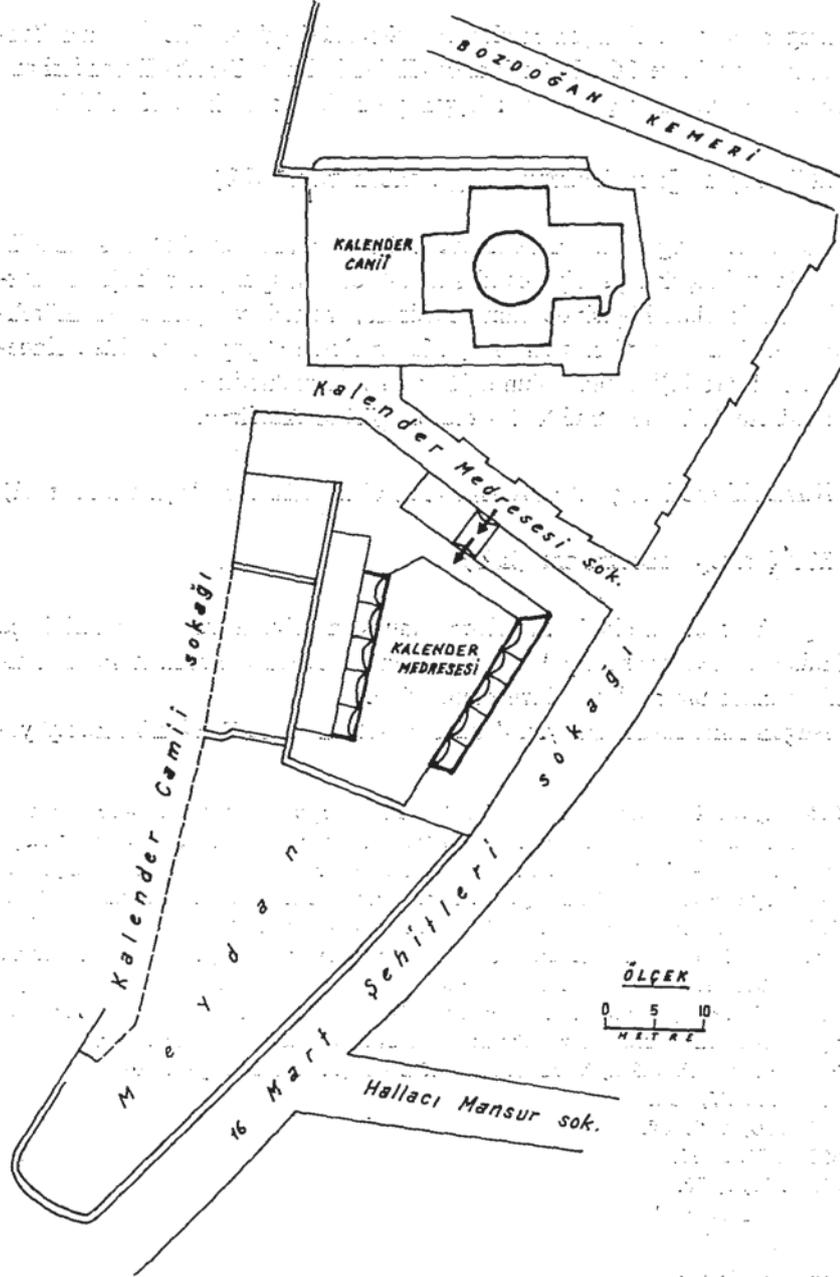 BOZDOĞAN KEMERİ
KALENDER
CAMİİ
Kalender Medresesi sok.
Kalender Camii sokağı
KALENDER
MEDRESESİ
Meydan
16 Mart Şehitleri sokağı
ÖLÇEK
0 5 10
METRE
Hallacı Mansur sok.